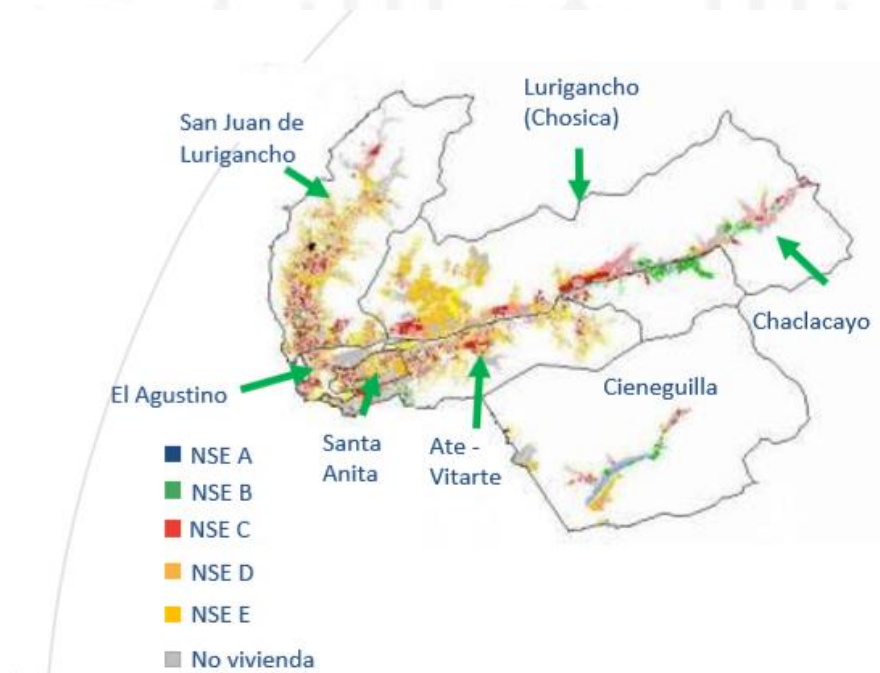 Lurigancho
(Chosica)
San Juan de
Lurigancho
Chaclacayo
Cieneguilla
El Agustino
Santa
Anita
Ate -
Vitarte
NSE A
NSE B
NSE C
NSE D
NSE E
No vivienda